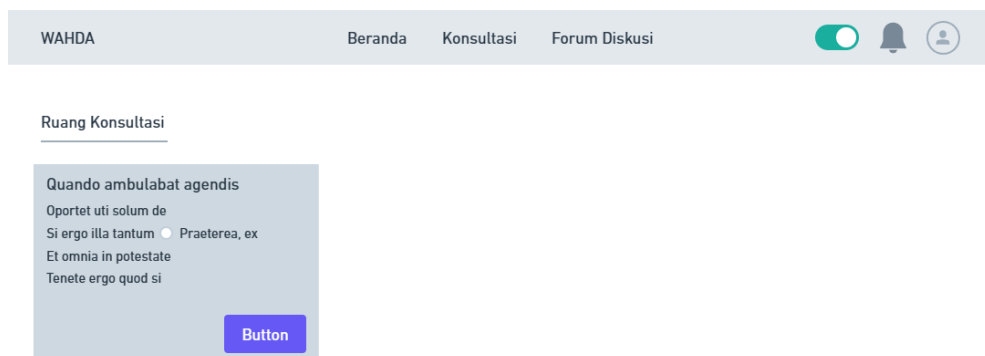 WAHDA Beranda Konsultasi Forum Diskusi
Ruang Konsultasi
Quando ambulabat agendis
Oportet uti solum de
Si ergo illa tantum Praeterea, ex
Et omnia in potestate
Tenete ergo quod si
Button